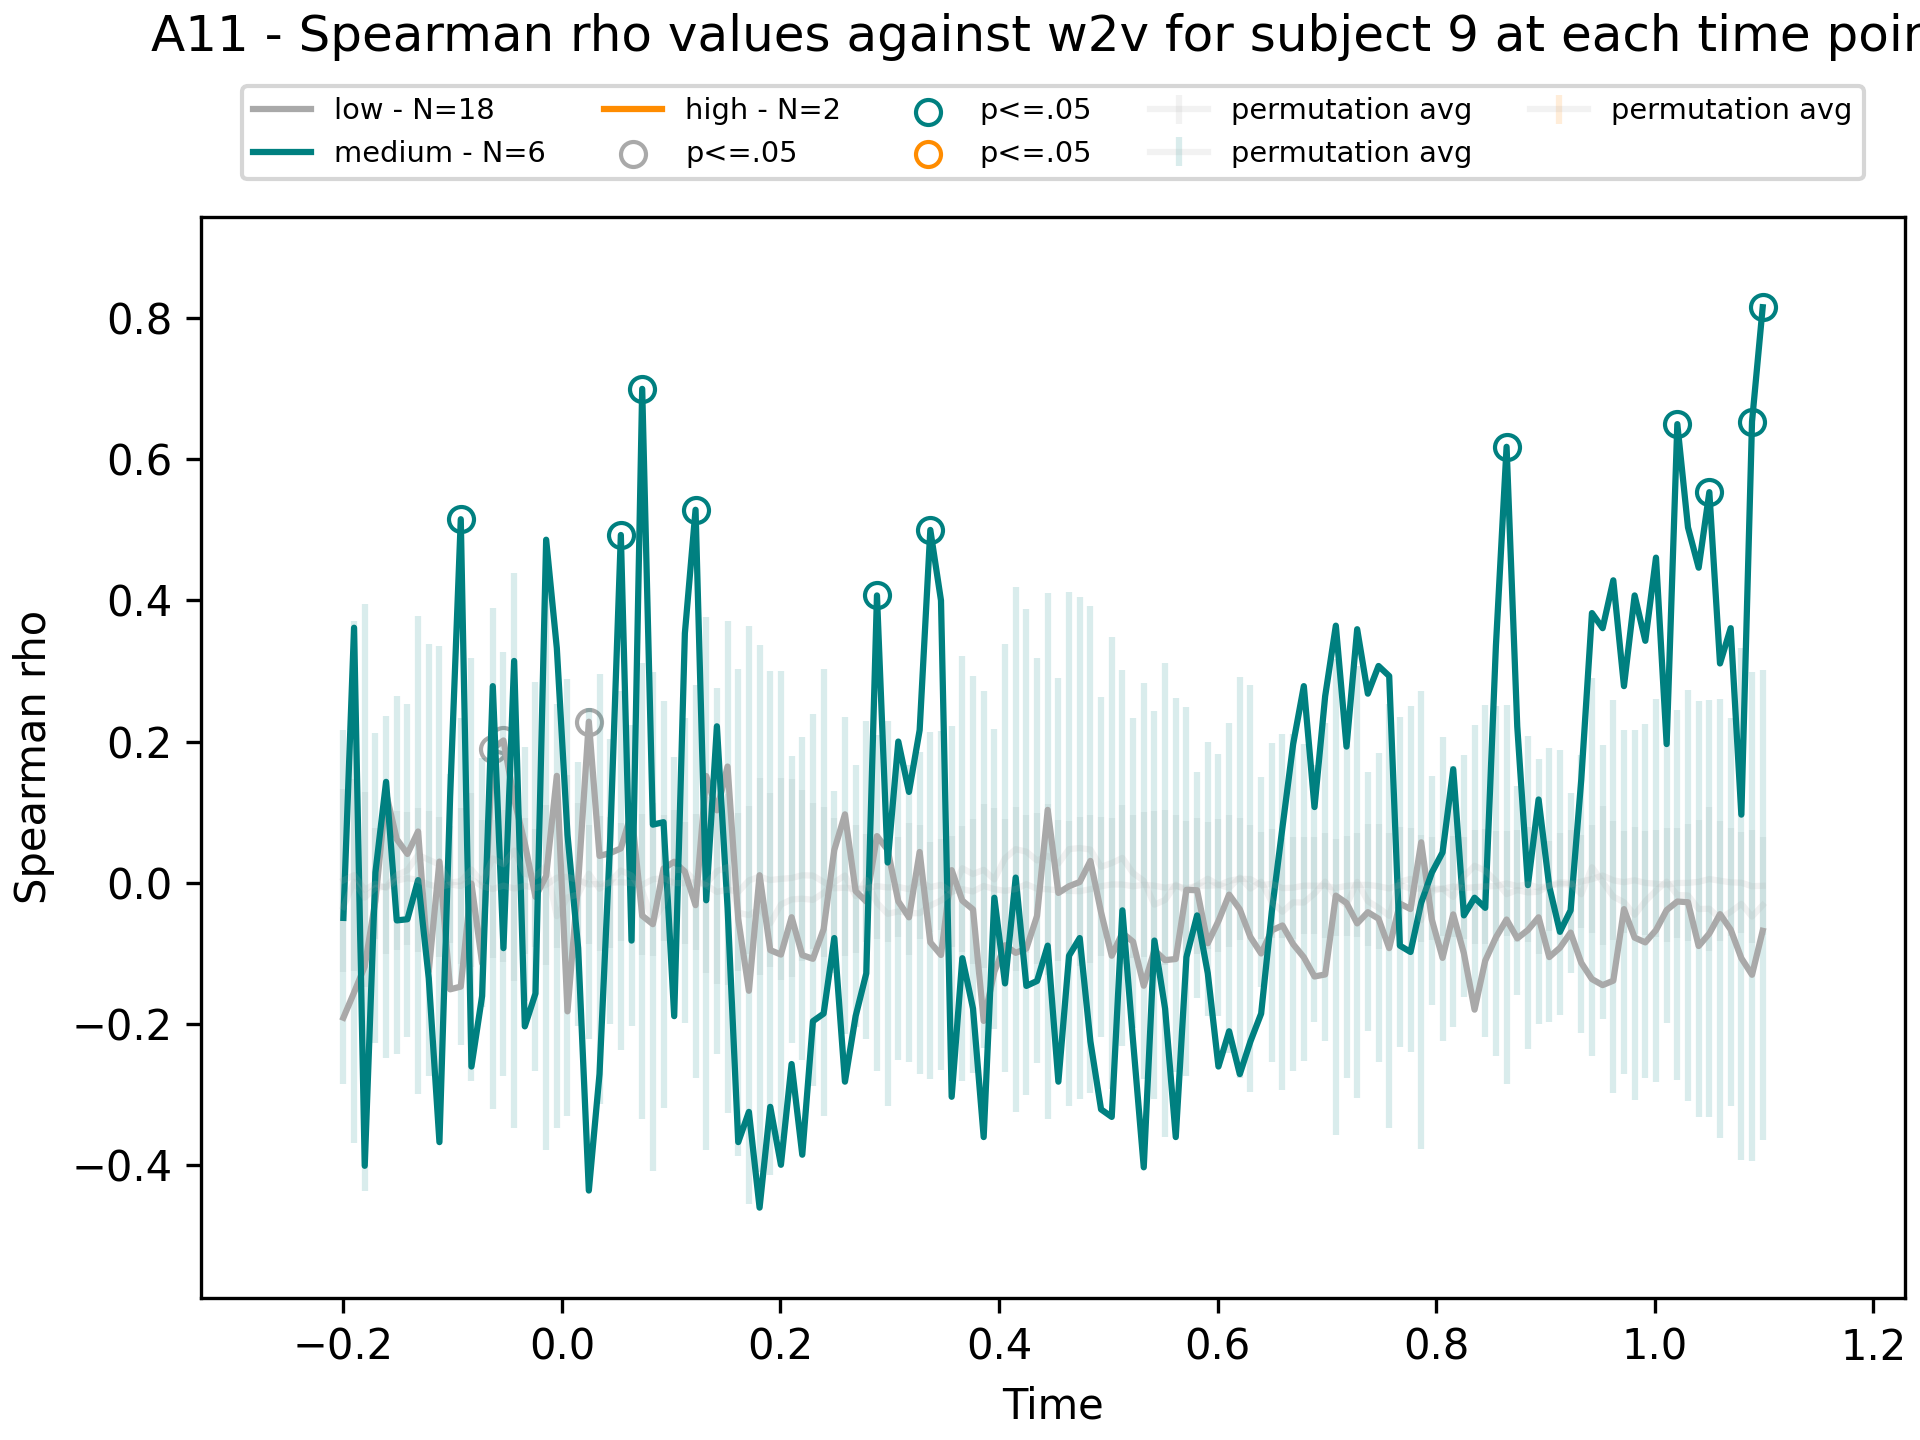 A11 - Spearman rho values against w2v for subject 9 at each time poin
low - N=18
high - N=2
p<=.05
permutation avg
permutation avg
medium - N=6
p<=.05
p<=.05
permutation avg
Spearman rho
0.8
0.6
0.4
0.2
0.0
−0.2
−0.4
−0.2
0.0
0.2
0.4
0.6
0.8
1.0
1.2
Time